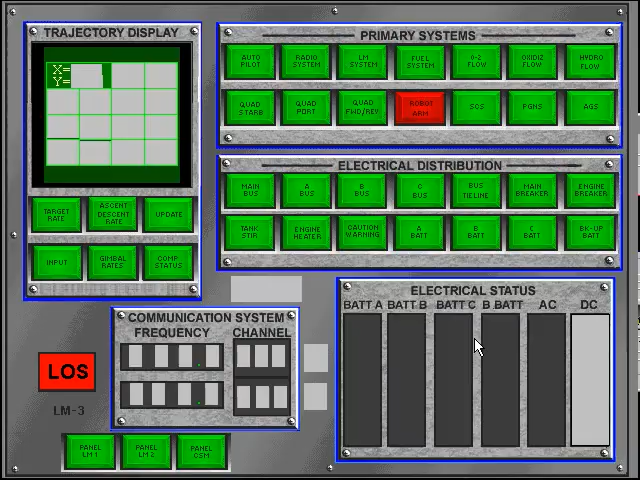 TRAJECTORY DISPLAY
X=
Y=
TARGET RATE
ASCENT DESCENT RATE
UPDATE
INPUT
GIMBAL RATES
COMP STATUS
PRIMARY SYSTEMS
AUTO PILOT
RADIO SYSTEM
LM SYSTEM
FUEL SYSTEM
O-2 FLOW
OXIDIZ FLOW
HYDRO FLOW
QUAD STARB
QUAD PORT
QUAD FWD/REV
ROBOT ARM
SCS
PGNS
AGS
ELECTRICAL DISTRIBUTION
MAIN BUS
A BUS
B BUS
C BUS
BUS TIE LINE
MAIN BREAKER
ENGINE BREAKER
TANK STIR
ENGINE HEATER
CAUTION WARNING
A BATT
B BATT
C BATT
BK-UP BATT
COMMUNICATION SYSTEM
FREQUENCY CHANNEL
LOS
LM-3
PANEL LM 1
PANEL LM 2
PANEL CSM
ELECTRICAL STATUS
BATT A BATT B BATT C B.BATT AC DC